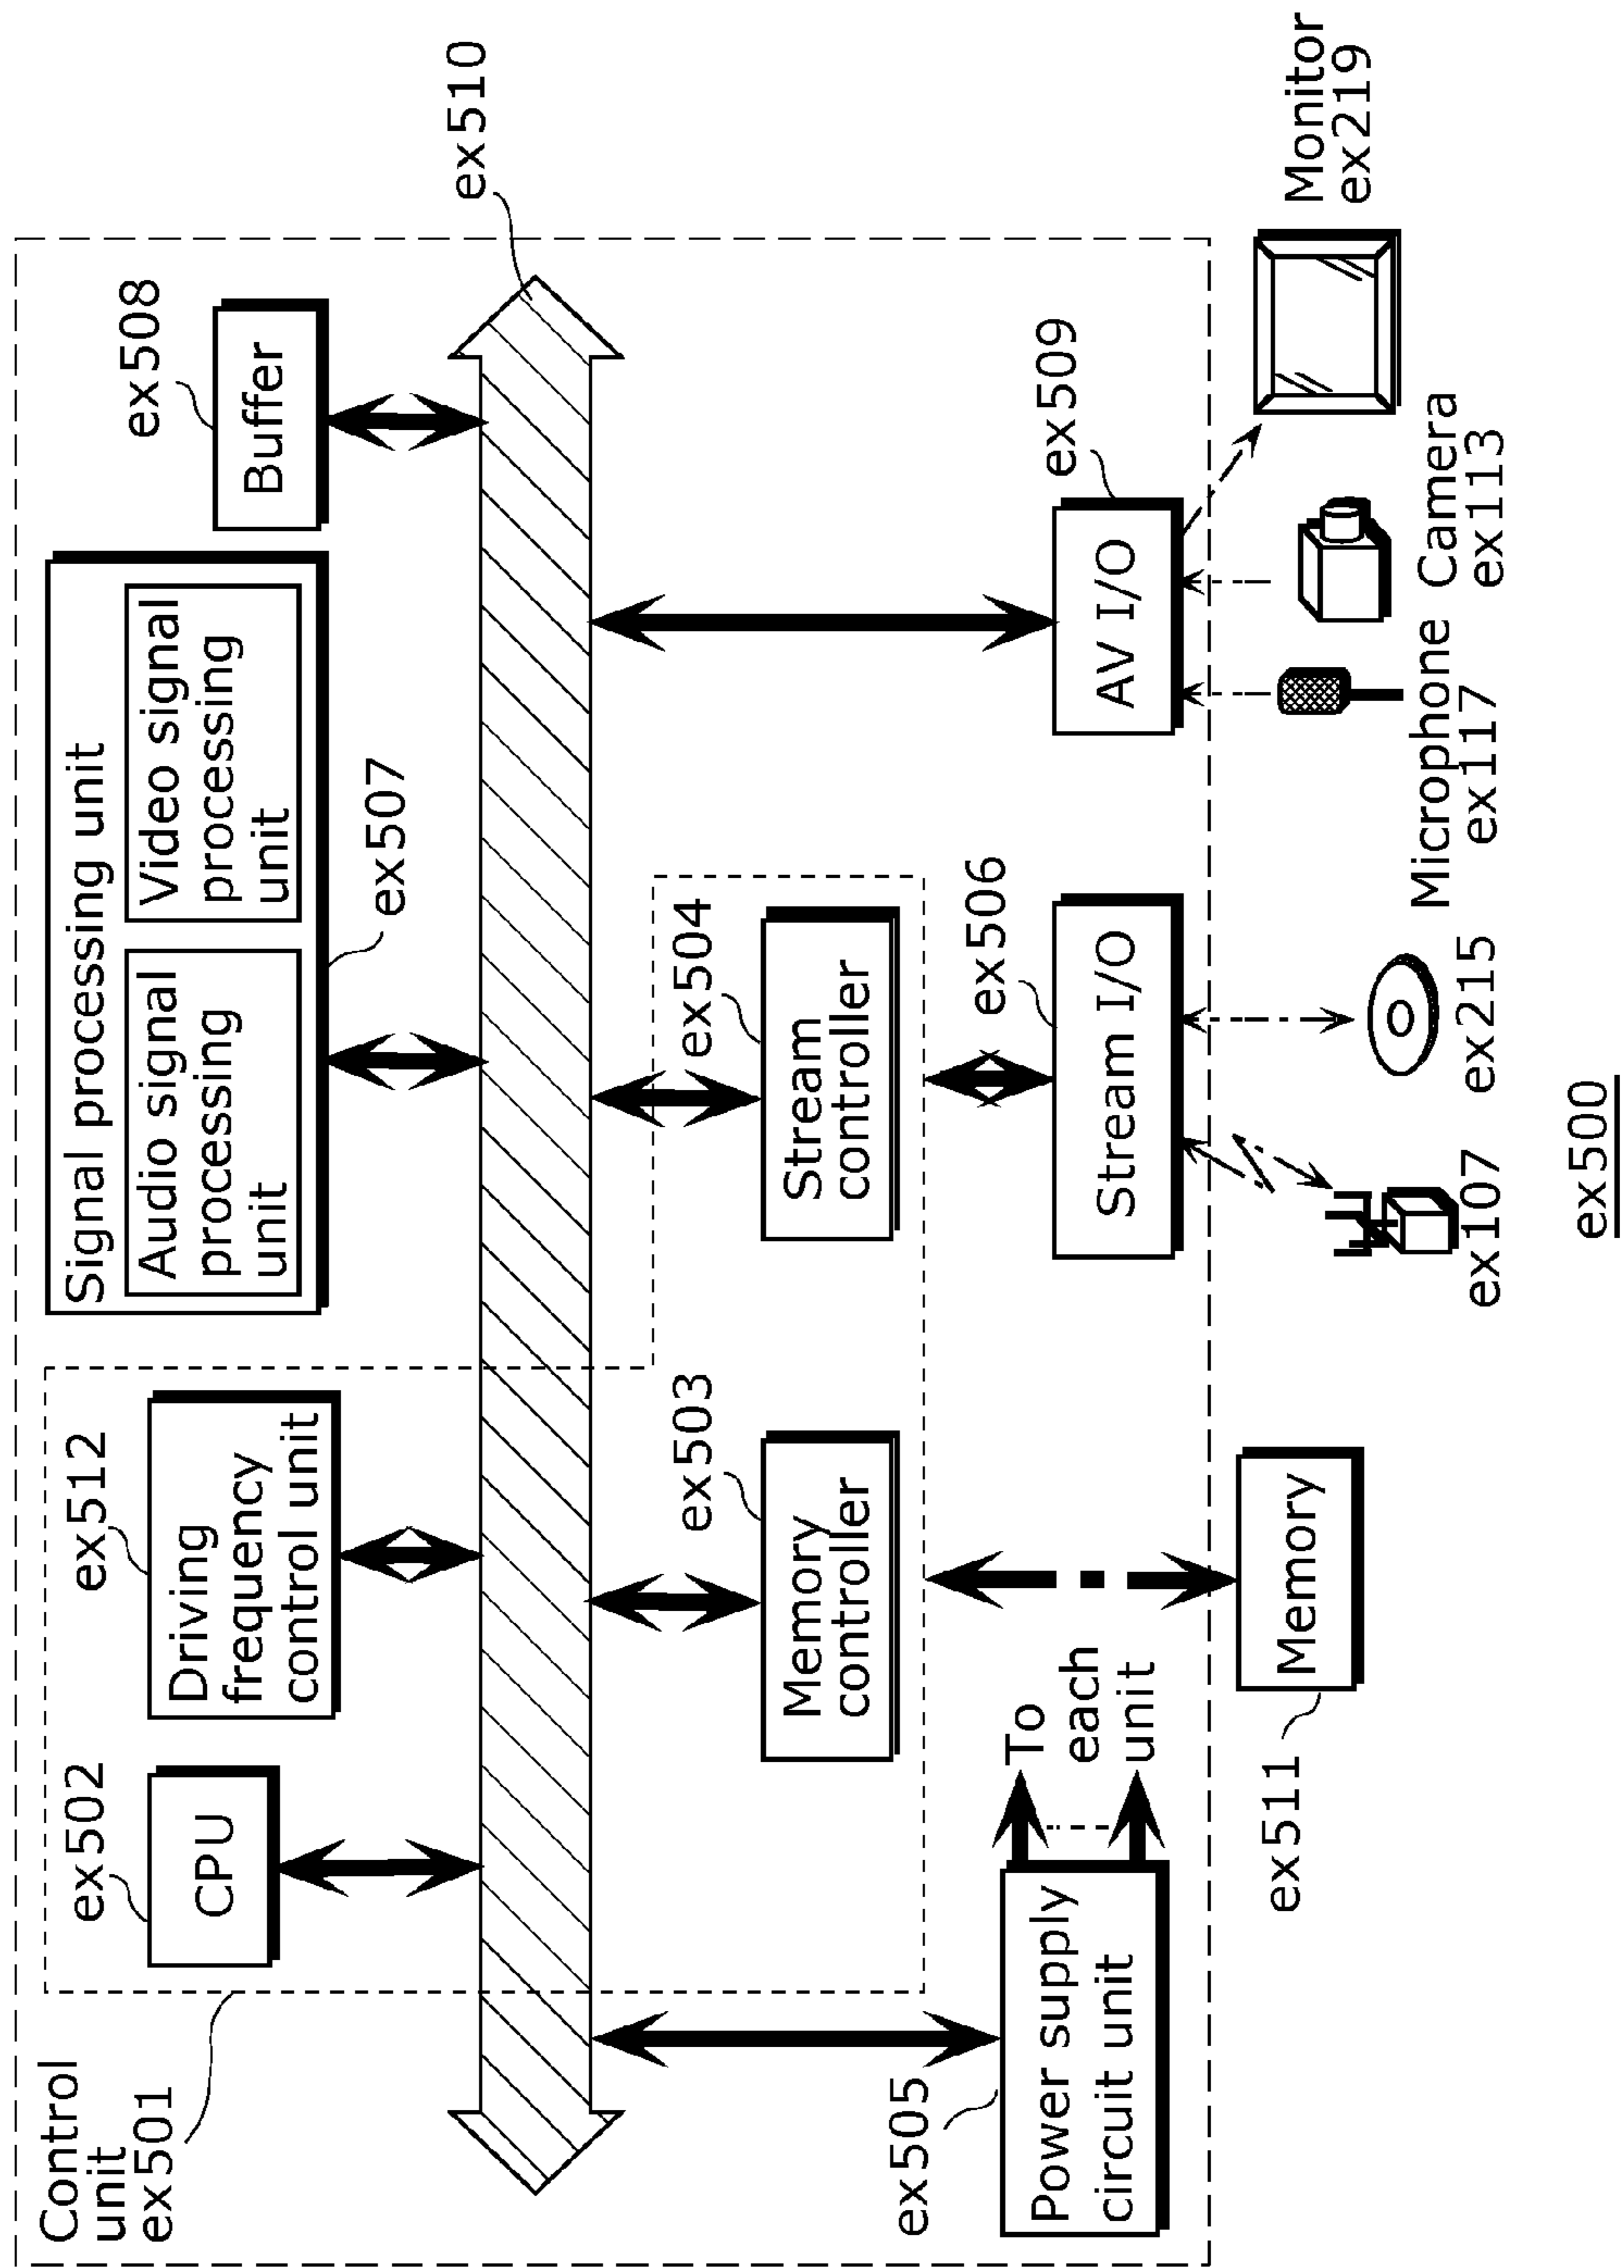 Control
unit
ex501
ex502
CPU
ex512
Driving
frequency
control unit
Signal processing unit
Audio signal
processing
unit
Video signal
processing
unit
ex507
ex508
Buffer
ex510
ex503
Memory
controller
ex504
Stream
controller
ex505
Power supply
circuit unit
To
each
unit
ex506
Stream I/O
ex509
AV I/O
ex511
Memory
ex107
ex215
Microphone
ex117
Camera
ex113
Monitor
ex219
ex500